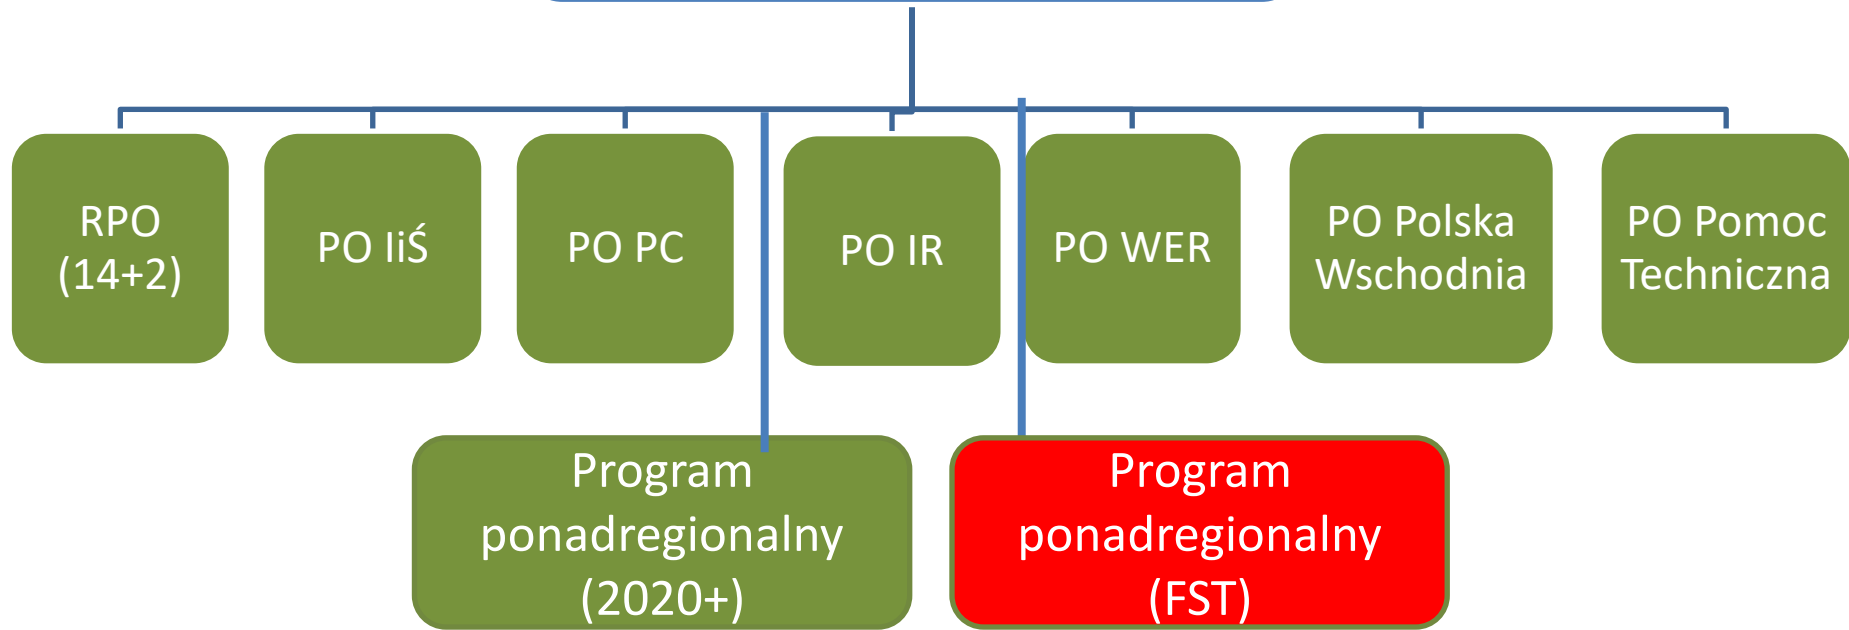 RPO
(14+2)
PO IiŚ
PO PC
PO IR
PO WER
PO Polska
Wschodnia
PO Pomoc
Techniczna
Program
ponadregionalny
(2020+)
Program
ponadregionalny
(FST)